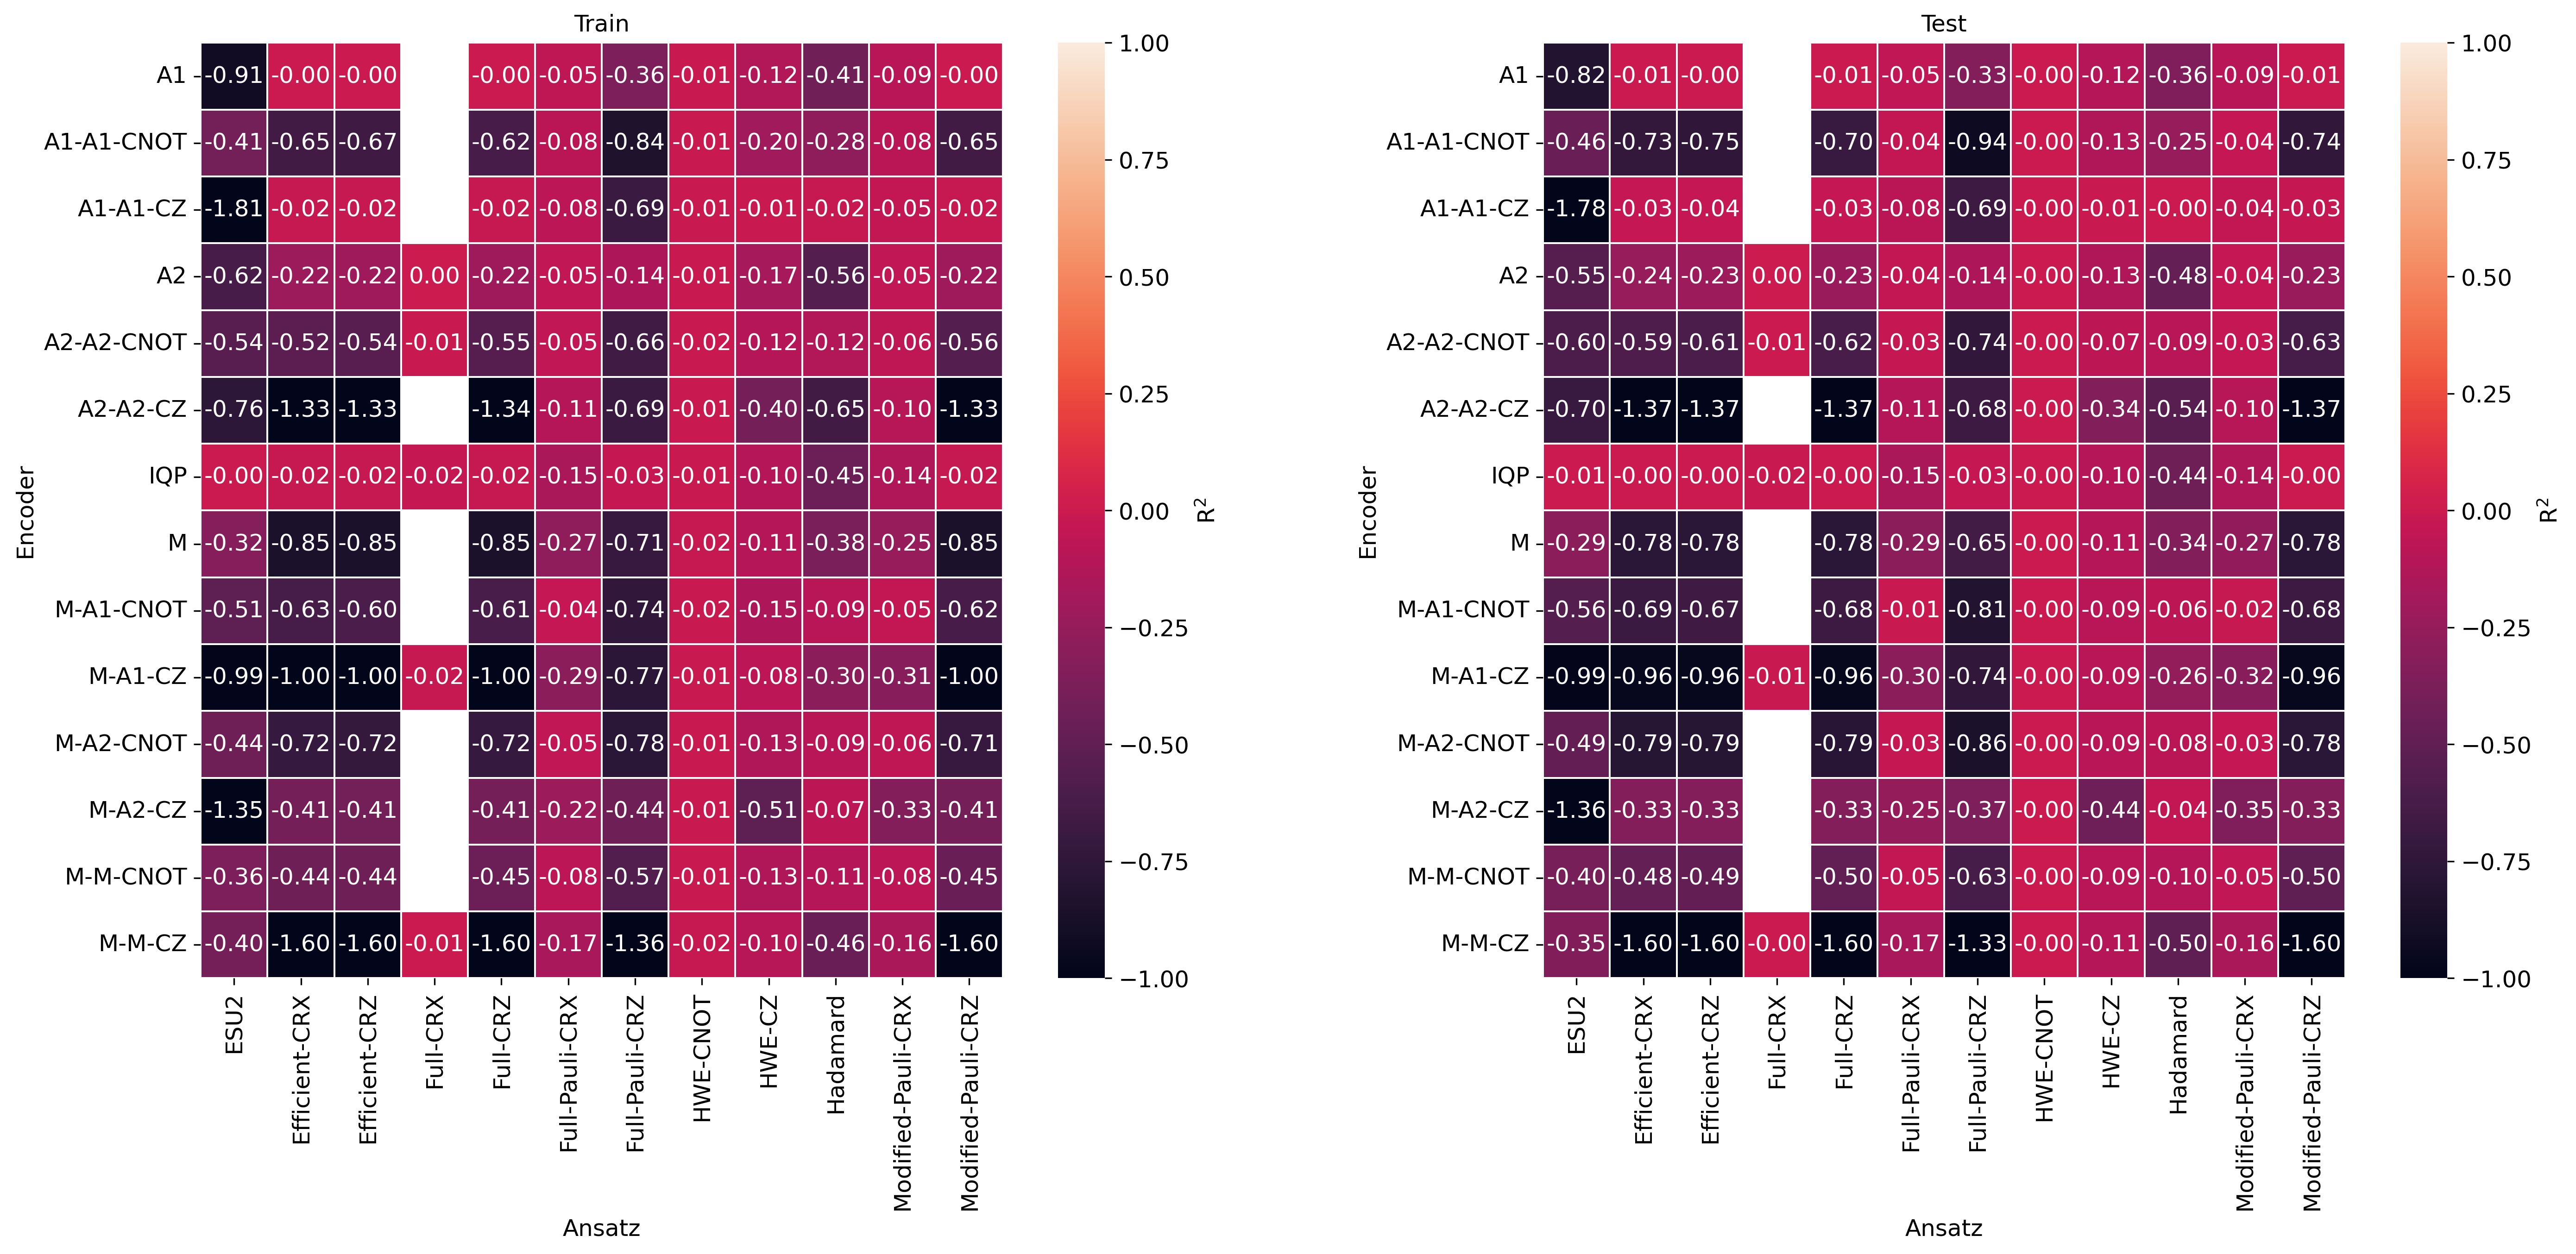 Train
A1 -0.91 -0.00 -0.00 -0.00 -0.05 -0.36 -0.01 -0.12 -0.41 -0.09 -0.00
A1-A1-CNOT -0.41 -0.65 -0.67 -0.62 -0.08 -0.84 -0.01 -0.20 -0.28 -0.08 -0.65
A1-A1-CZ -1.81 -0.02 -0.02 -0.02 -0.08 -0.69 -0.01 -0.01 -0.02 -0.05 -0.02
A2 -0.62 -0.22 -0.22 0.00 -0.22 -0.05 -0.14 -0.01 -0.17 -0.56 -0.05 -0.22
A2-A2-CNOT -0.54 -0.52 -0.54 -0.01 -0.55 -0.05 -0.66 -0.02 -0.12 -0.12 -0.06 -0.56
A2-A2-CZ -0.76 -1.33 -1.33 -1.34 -0.11 -0.69 -0.01 -0.40 -0.65 -0.10 -1.33
IQP -0.00 -0.02 -0.02 -0.02 -0.02 -0.15 -0.03 -0.01 -0.10 -0.45 -0.14 -0.02
M -0.32 -0.85 -0.85 -0.85 -0.27 -0.71 -0.02 -0.11 -0.38 -0.25 -0.85
M-A1-CNOT -0.51 -0.63 -0.60 -0.61 -0.04 -0.74 -0.02 -0.15 -0.09 -0.05 -0.62
M-A1-CZ -0.99 -1.00 -1.00 -0.02 -1.00 -0.29 -0.77 -0.01 -0.08 -0.30 -0.31 -1.00
M-A2-CNOT -0.44 -0.72 -0.72 -0.72 -0.05 -0.78 -0.01 -0.13 -0.09 -0.06 -0.71
M-A2-CZ -1.35 -0.41 -0.41 -0.41 -0.22 -0.44 -0.01 -0.51 -0.07 -0.33 -0.41
M-M-CNOT -0.36 -0.44 -0.44 -0.45 -0.08 -0.57 -0.01 -0.13 -0.11 -0.08 -0.45
M-M-CZ -0.40 -1.60 -1.60 -0.01 -1.60 -0.17 -1.36 -0.02 -0.10 -0.46 -0.16 -1.60
Encoder
ESU2
Efficient-CRX
Efficient-CRZ
Full-CRX
Full-CRZ
Full-Pauli-CRX
Full-Pauli-CRZ
HWE-CNOT
HWE-CZ
Hadamard
Modified-Pauli-CRX
Modified-Pauli-CRZ
Ansatz
1.00
0.75
0.50
0.25
0.00
−0.25
−0.50
−0.75
−1.00
R²
Test
A1 -0.82 -0.01 -0.00 -0.01 -0.05 -0.33 -0.00 -0.12 -0.36 -0.09 -0.01
A1-A1-CNOT -0.46 -0.73 -0.75 -0.70 -0.04 -0.94 -0.00 -0.13 -0.25 -0.04 -0.74
A1-A1-CZ -1.78 -0.03 -0.04 -0.03 -0.08 -0.69 -0.00 -0.01 -0.00 -0.04 -0.03
A2 -0.55 -0.24 -0.23 0.00 -0.23 -0.04 -0.14 -0.00 -0.13 -0.48 -0.04 -0.23
A2-A2-CNOT -0.60 -0.59 -0.61 -0.01 -0.62 -0.03 -0.74 -0.00 -0.07 -0.09 -0.03 -0.63
A2-A2-CZ -0.70 -1.37 -1.37 -1.37 -0.11 -0.68 -0.00 -0.34 -0.54 -0.10 -1.37
IQP -0.01 -0.00 -0.00 -0.02 -0.00 -0.15 -0.03 -0.00 -0.10 -0.44 -0.14 -0.00
M -0.29 -0.78 -0.78 -0.78 -0.29 -0.65 -0.00 -0.11 -0.34 -0.27 -0.78
M-A1-CNOT -0.56 -0.69 -0.67 -0.68 -0.01 -0.81 -0.00 -0.09 -0.06 -0.02 -0.68
M-A1-CZ -0.99 -0.96 -0.96 -0.01 -0.96 -0.30 -0.74 -0.00 -0.09 -0.26 -0.32 -0.96
M-A2-CNOT -0.49 -0.79 -0.79 -0.79 -0.03 -0.86 -0.00 -0.09 -0.08 -0.03 -0.78
M-A2-CZ -1.36 -0.33 -0.33 -0.33 -0.25 -0.37 -0.00 -0.44 -0.04 -0.35 -0.33
M-M-CNOT -0.40 -0.48 -0.49 -0.50 -0.05 -0.63 -0.00 -0.09 -0.10 -0.05 -0.50
M-M-CZ -0.35 -1.60 -1.60 -0.00 -1.60 -0.17 -1.33 -0.00 -0.11 -0.50 -0.16 -1.60
Encoder
ESU2
Efficient-CRX
Efficient-CRZ
Full-CRX
Full-CRZ
Full-Pauli-CRX
Full-Pauli-CRZ
HWE-CNOT
HWE-CZ
Hadamard
Modified-Pauli-CRX
Modified-Pauli-CRZ
Ansatz
1.00
0.75
0.50
0.25
0.00
−0.25
−0.50
−0.75
−1.00
R²